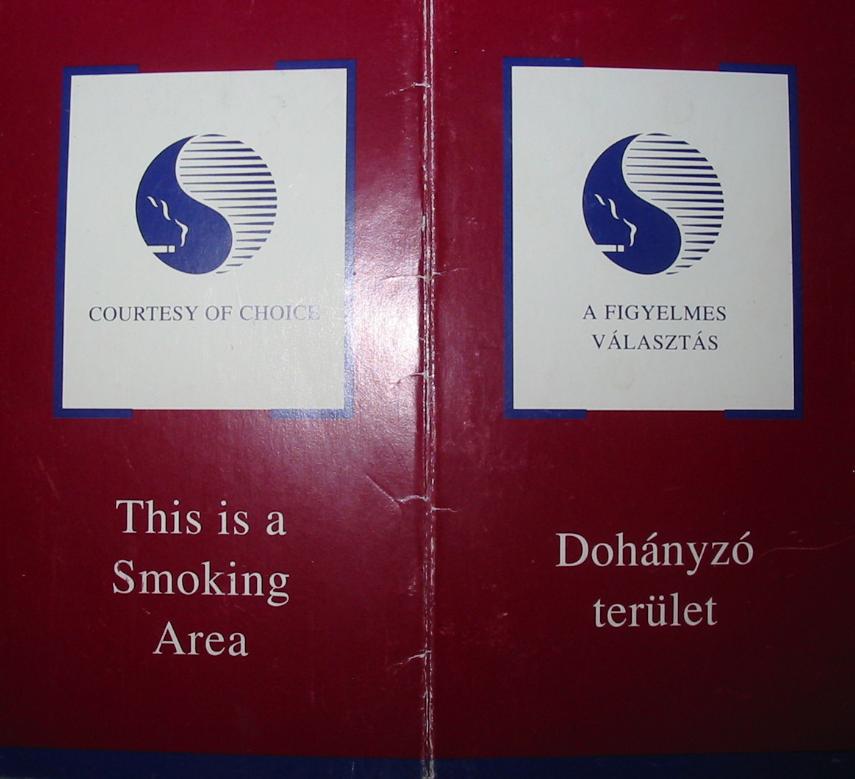 COURTESY OF CHOICE
This is a
Smoking
Area
A FIGYELMES
VÁLASZTÁS
Dohányzó
terület